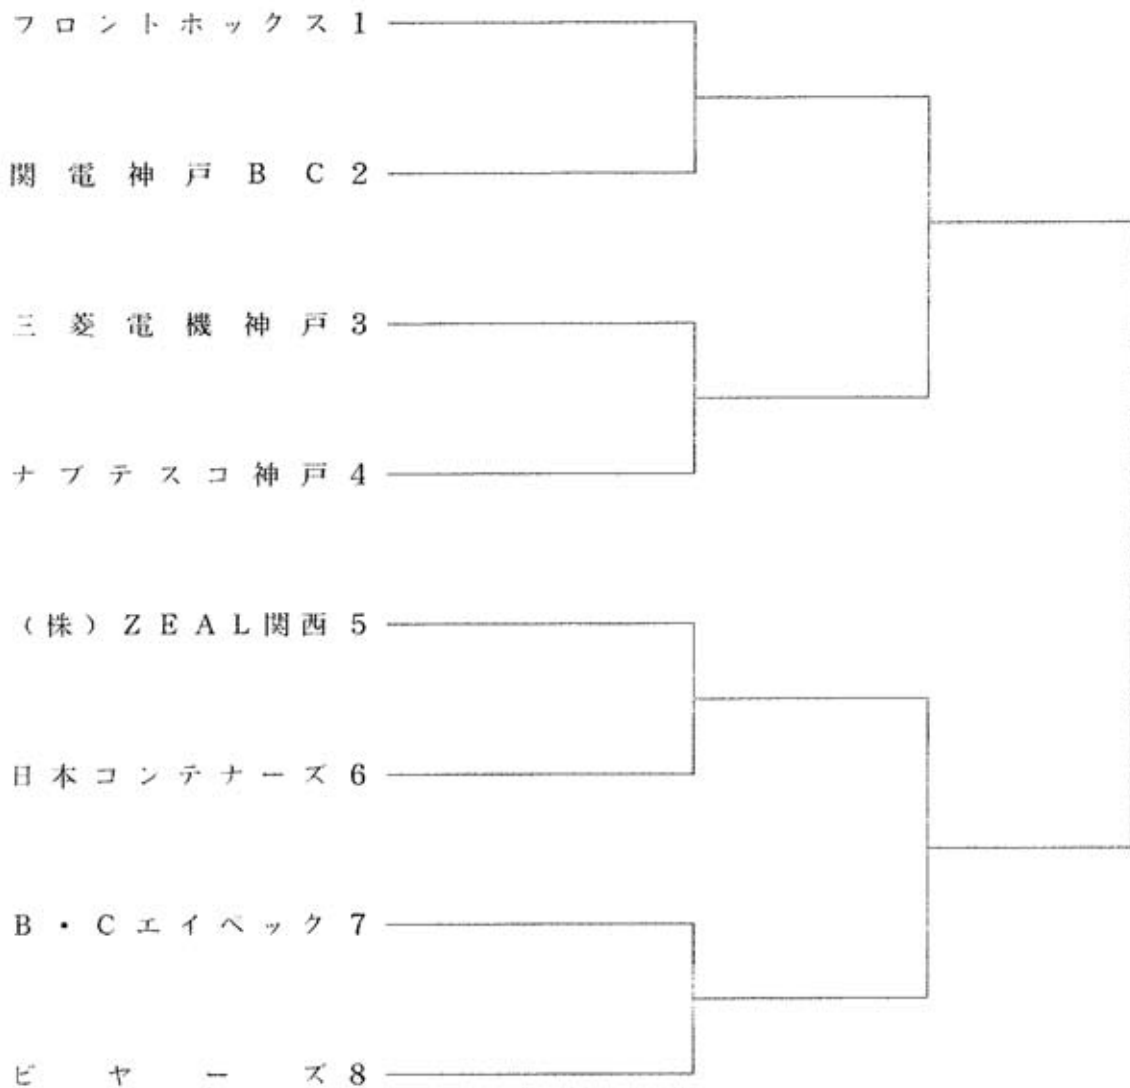 フロントホックス 1
関電神戸BC 2
三菱電機神戸 3
ナブテスコ神戸 4
(株)ZEAL関西 5
日本コンテナーズ 6
B・Cエイペック 7
ビヤーズ 8